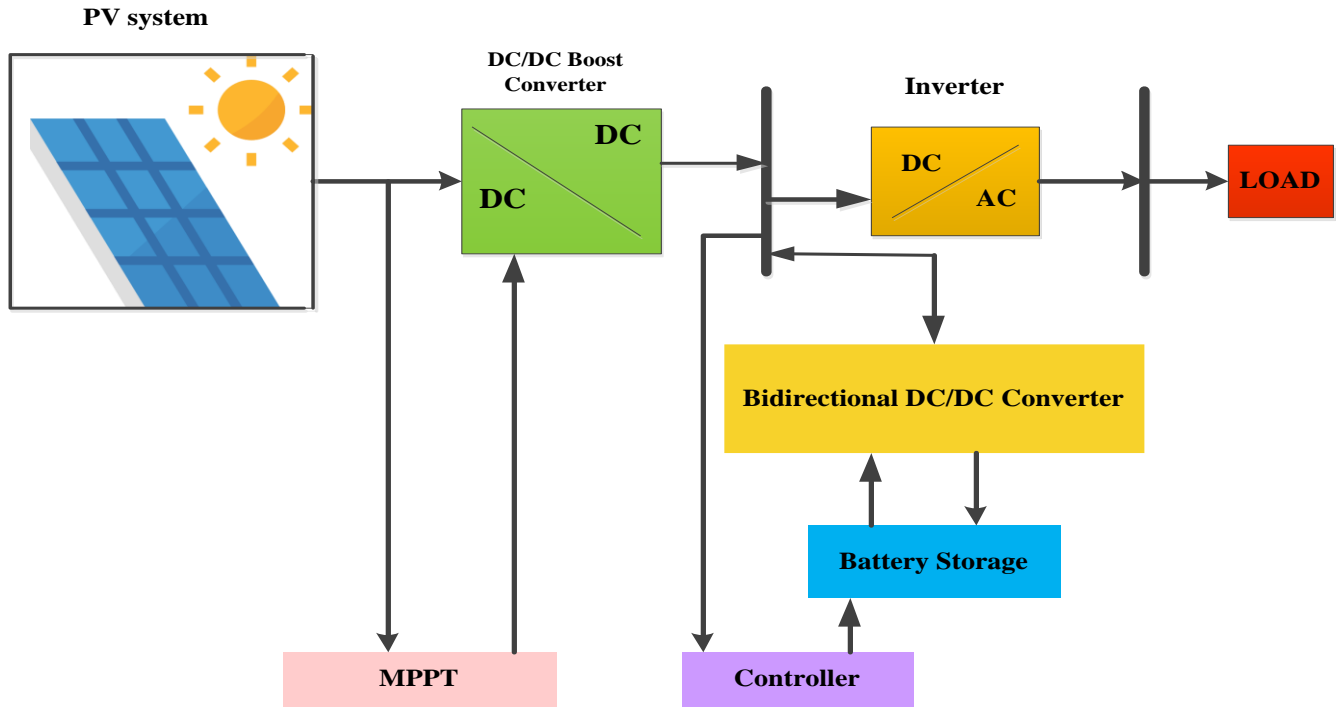 PV system
DC/DC Boost
Converter
Inverter
DC
DC
DC
AC
LOAD
Bidirectional DC/DC Converter
Battery Storage
MPPT
Controller